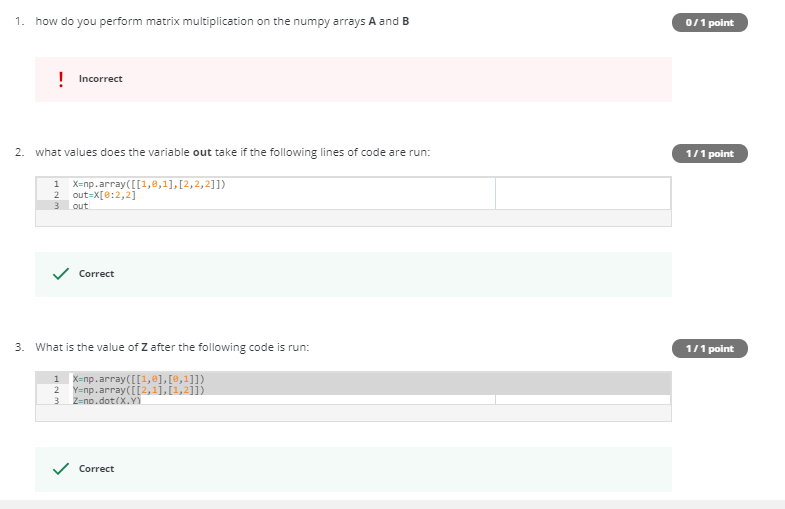 1. how do you perform matrix multiplication on the numpy arrays A and B
0 / 1 point
! Incorrect
2. what values does the variable out take if the following lines of code are run:
1 / 1 point
1 X=np.array([[1,0,1],[2,2,2]])
2 out=X[0:2,2]
3 out
Correct
3. What is the value of Z after the following code is run:
1 / 1 point
1 X=np.array([[1,0],[0,1]])
2 Y=np.array([[2,1],[1,2]])
3 Z=np.dot(X,Y)
Correct